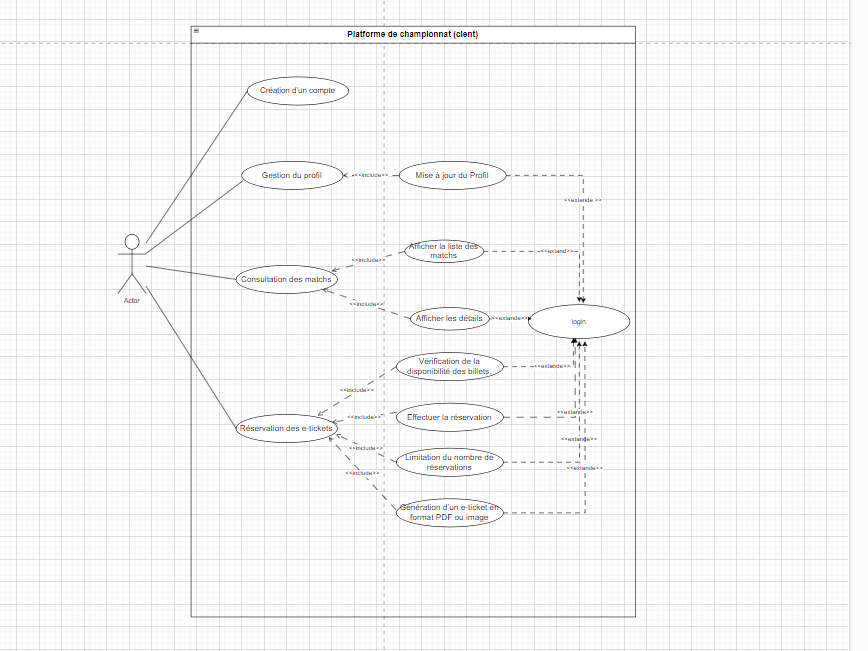 Platforme de championnat (cient)
Création d'un compte
Gestion du profil
<<include>>
Mise à jour du Profil
<<extande >>
Afficher la liste des
matchs
<<extand>>
<<include>>
Consultation des matchs
Actor
<<include>>
Afficher les détails
<<extande>>
login
Vérification de la
disponibilité des billets.
<<extande>>
<<include>>
<<extande>>
<<include>>
Effectuer la réservation
Réservation des e-tickets
<<extande>>
<<include>>
Limitation du nombre de
réservations
<<extande>>
<<include>>
Génération d'un e-ticket en
format PDF ou image